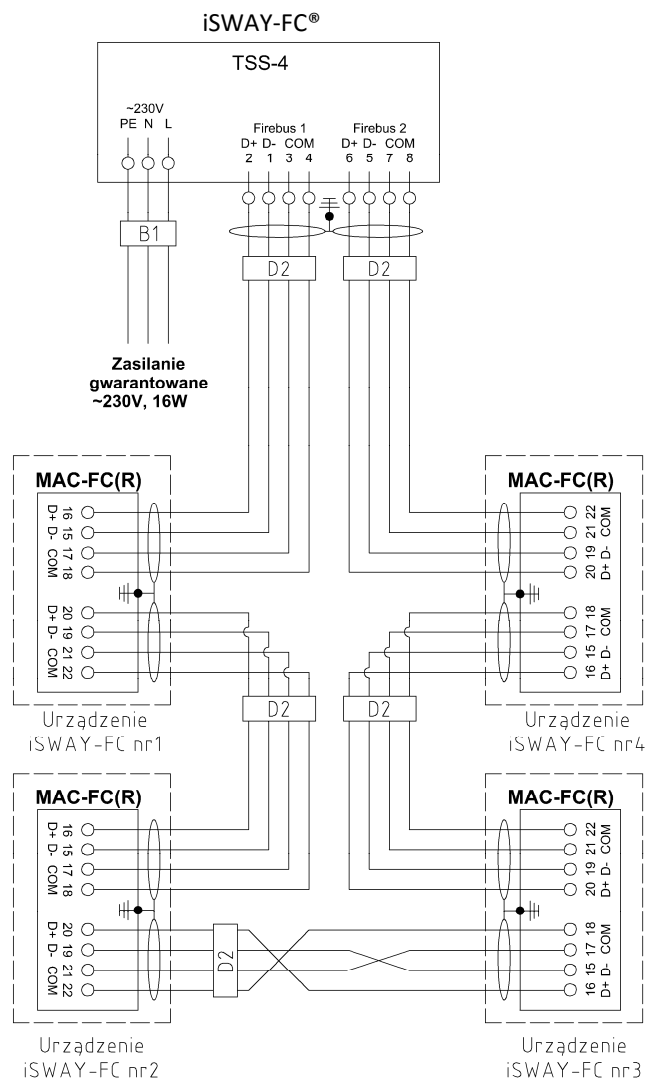 iSWAY-FC®
TSS-4
~230V
PE N L
Firebus 1
D+ D- COM
2 1 3 4
Firebus 2
D+ D- COM
6 5 7 8
B1
D2
D2
Zasilanie
gwarantowane
~230V, 16W
MAC-FC(R)
D+ D- COM
16 15 17 18
D+ D- COM
20 19 21 22
Urządzenie
iSWAY-FC nr1
MAC-FC(R)
22 21 COM
19 D-
20 D+
18 17 COM
15 D-
16 D+
Urządzenie
iSWAY-FC nr4
D2
D2
MAC-FC(R)
D+ D- COM
16 15 17 18
D+ D- COM
20 19 21 22
D2
Urządzenie
iSWAY-FC nr2
MAC-FC(R)
22 21 COM
19 D-
20 D+
18 17 COM
15 D-
16 D+
Urządzenie
iSWAY-FC nr3